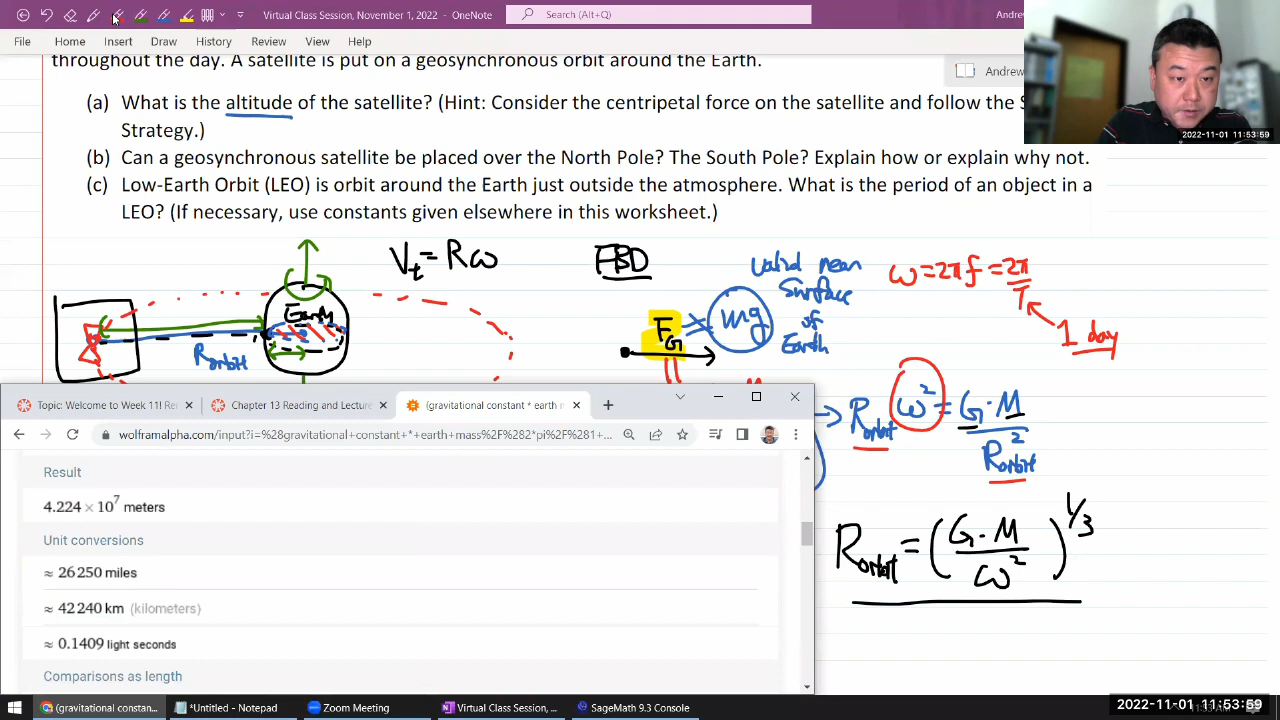 Virtual Class Session, November 1, 2022 - OneNote
Search (Alt+Q)
Andrew
File Home Insert Draw History Review View Help
throughout the day. A satellite is put on a geosynchronous orbit around the Earth.
Andrew
(a) What is the altitude of the satellite? (Hint: Consider the centripetal force on the satellite and follow the S
Strategy.)
2022-11-01 11:53:59
(b) Can a geosynchronous satellite be placed over the North Pole? The South Pole? Explain how or explain why not.
(c) Low-Earth Orbit (LEO) is orbit around the Earth just outside the atmosphere. What is the period of an object in a
LEO? (If necessary, use constants given elsewhere in this worksheet.)
Vt = Rω
FBD
valid near
Surface
of
Earth
ω = 2πf = 2π/T
1 day
Earth
Rorbit
FG
mg
Rorbit ω² = G·M / Rorbit²
Rorbit = (G·M / ω²)^1/3
Topic: Welcome to Week 11! Re
Chapter 13 Readings and Lecture
(gravitational constant * earth m
wolframalpha.com/input?i=%28gravitational+constant+*+earth+mass%2F%282*pi%2F%281+...
Result
4.224 × 10⁷ meters
Unit conversions
≈ 26 250 miles
≈ 42 240 km (kilometers)
≈ 0.1409 light seconds
Comparisons as length
(gravitational constan...
*Untitled - Notepad
Zoom Meeting
Virtual Class Session, ...
SageMath 9.3 Console
2022-11-01 11:53:59